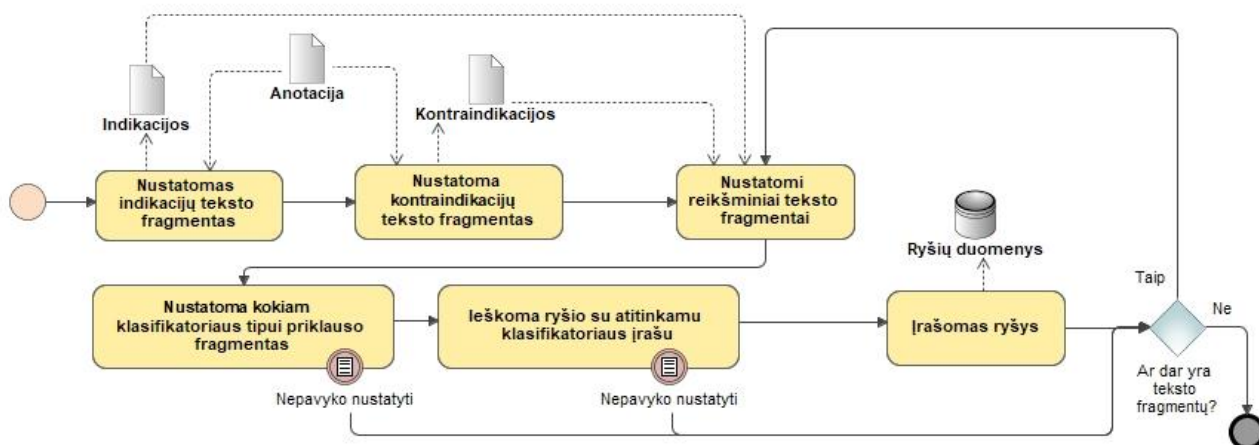 Indikacijos
Anotacija
Kontraindikacijos
Nustatomas
indikacijų teksto
fragmentas
Nustatoma
kontraindikacijų
teksto fragmentas
Nustatomi
reikšminiai teksto
fragmentai
Ryšių duomenys
Nustatoma kokiam
klasifikatoriaus tipui priklauso
fragmentas
Nepavyko nustatyti
Ieškoma ryšio su atitinkamu
klasifikatoriaus įrašu
Nepavyko nustatyti
Įrašomas ryšys
Taip
Ne
Ar dar yra
teksto
fragmentų?